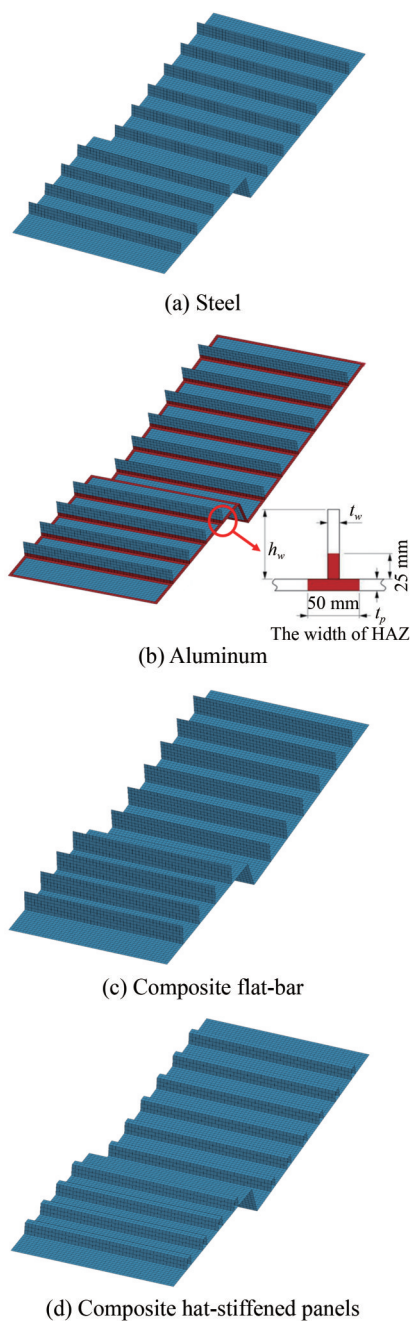 (a) Steel
t_w
h_w
25 mm
50 mm
t_p
The width of HAZ
(b) Aluminum
(c) Composite flat-bar
(d) Composite hat-stiffened panels